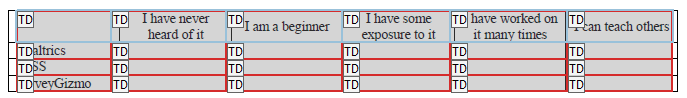 TD
TD I have never
heard of it
TD I am a beginner
TD I have some
exposure to it
TD have worked on
it many times
TD can teach others
TD altrics TD TD TD TD TD
TD SS TD TD TD TD TD
TD veyGizmo TD TD TD TD TD